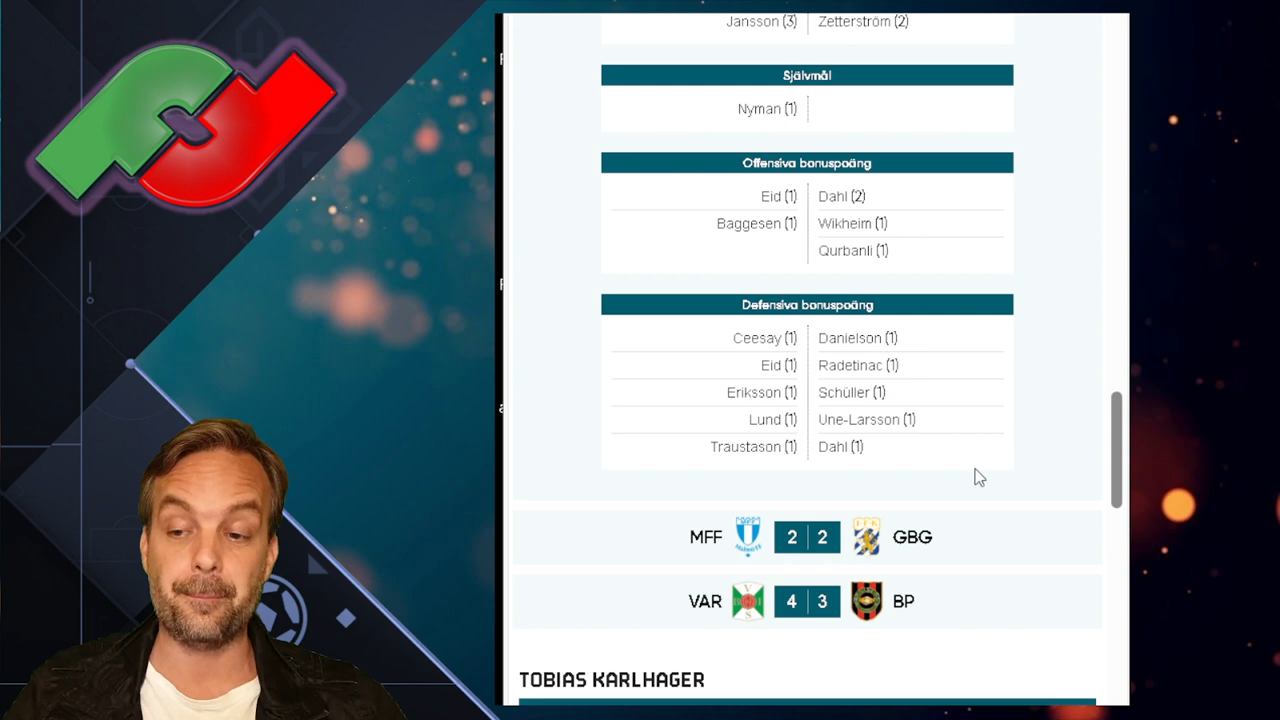 Jansson (3) Zetterström (2)
Självmål
Nyman (1)
Offensiva bonuspoäng
Eid (1) Dahl (2)
Baggesen (1) Wikheim (1)
Qurbanli (1)
Defensiva bonuspoäng
Ceesay (1) Danielson (1)
Eid (1) Radetinac (1)
Eriksson (1) Schüller (1)
Lund (1) Une-Larsson (1)
Traustason (1) Dahl (1)
MFF 2 2 GBG
VAR 4 3 BP
TOBIAS KARLHAGER